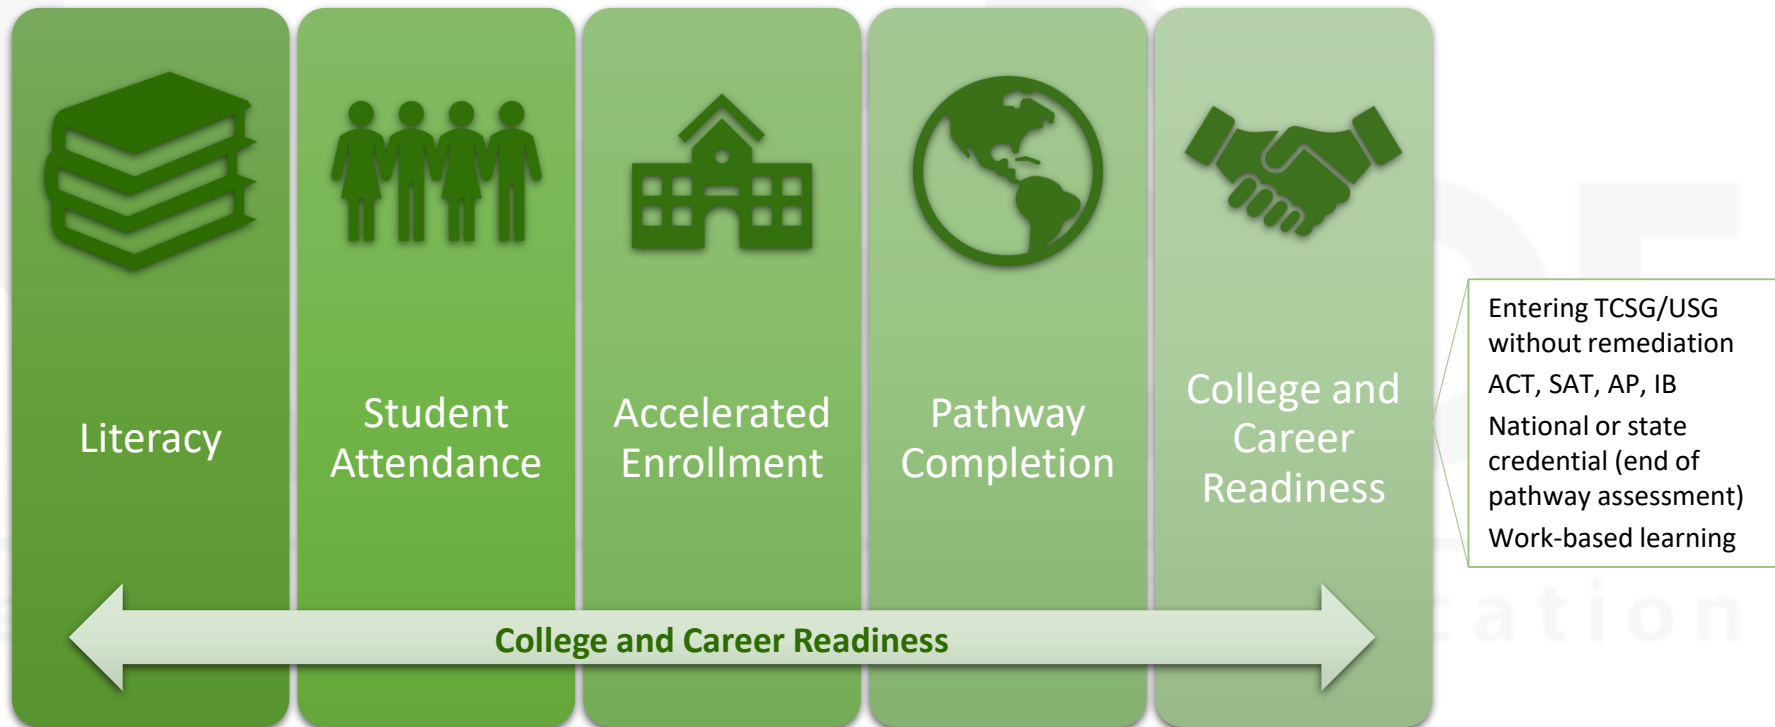 Literacy
Student
Attendance
Accelerated
Enrollment
Pathway
Completion
College and
Career
Readiness
Entering TCSG/USG
without remediation
ACT, SAT, AP, IB
National or state
credential (end of
pathway assessment)
Work-based learning
College and Career Readiness